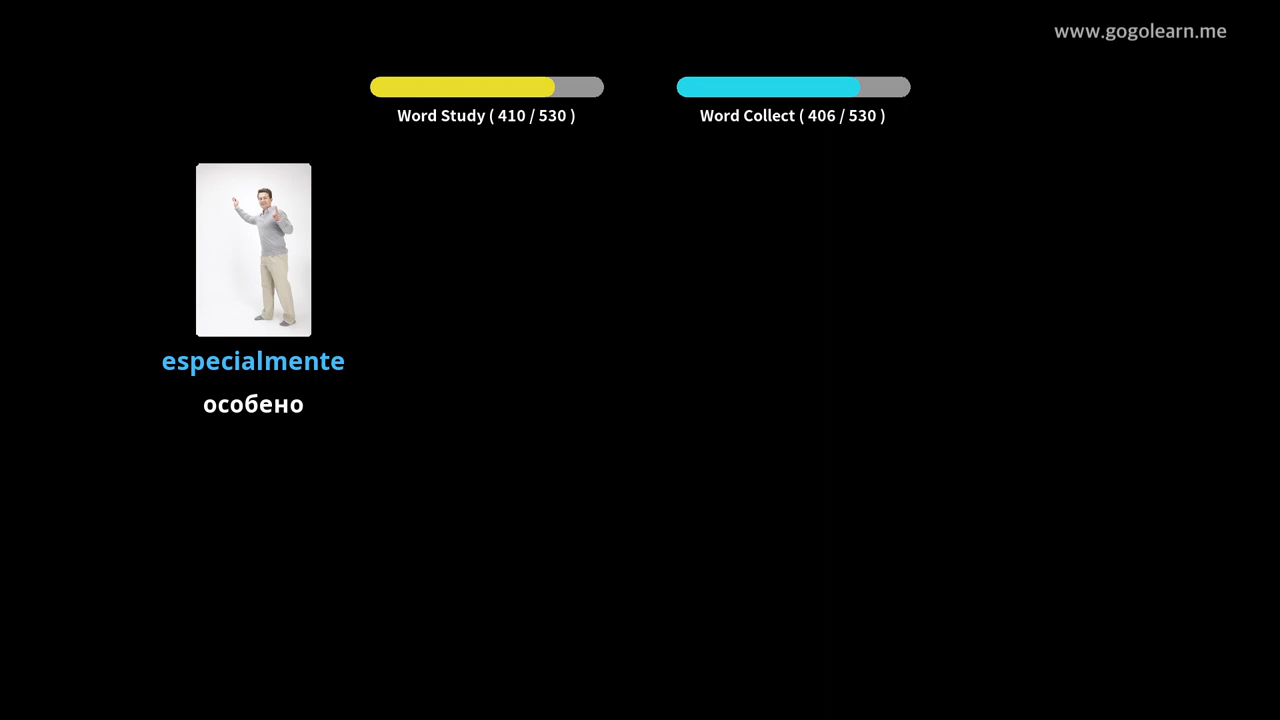 www.gogolearn.me
Word Study ( 410 / 530 )
Word Collect ( 406 / 530 )
especialmente
особено